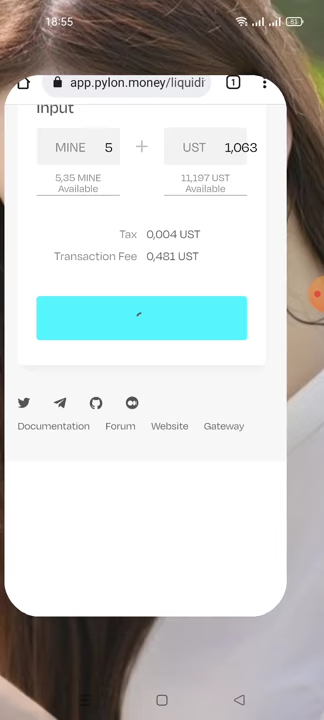 18:55
81
app.pylon.money/liquidi
1
Input
MINE 5 + UST 1,063
5,35 MINE
Available
11,197 UST
Available
Tax 0,004 UST
Transaction Fee 0,481 UST
Documentation Forum Website Gateway